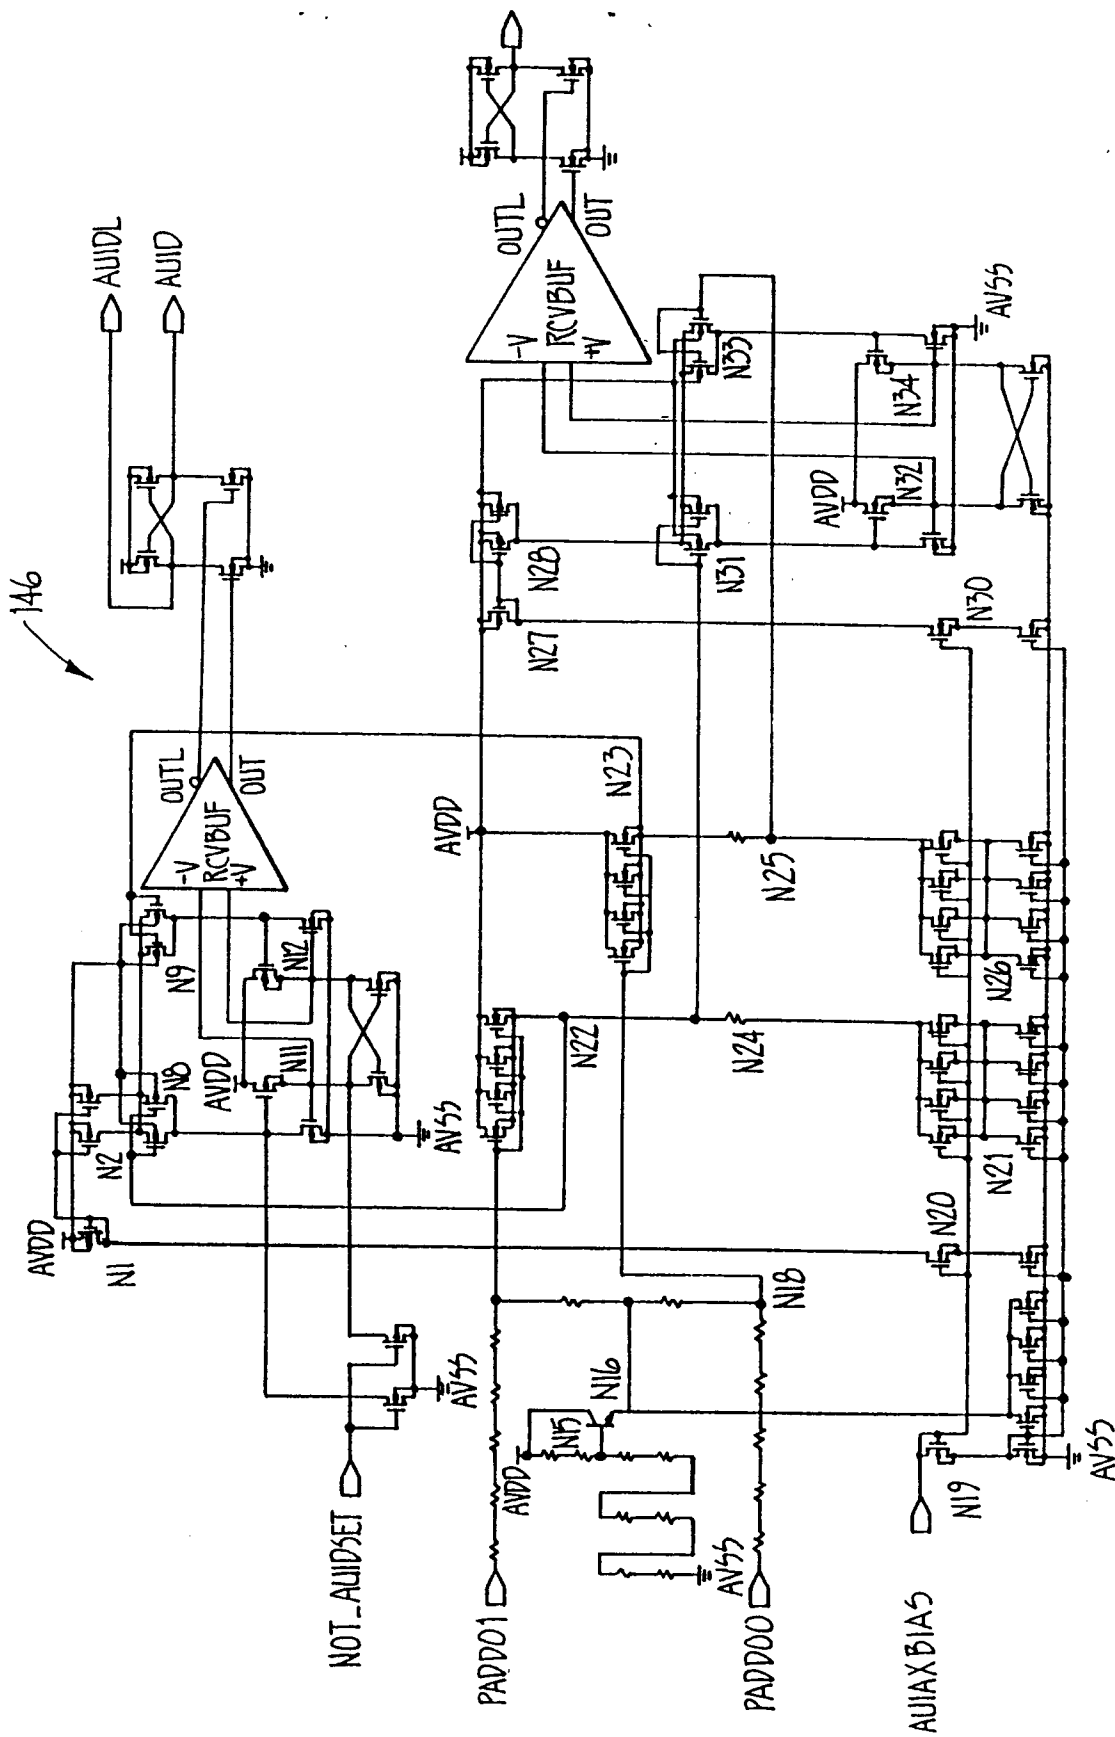 146
AUIDL
AUID
OUTL
OUT
-V
RCVBUF
+V
OUTL
OUT
-V
RCVBUF
+V
AVDD
N1
N2
N8
N9
AVDD
N11
N12
AVSS
NOT_AUIDSET
AVSS
AVDD
N22
N23
N27
N28
N31
N33
PADD01
AVDD
N15
N16
AVSS
PADD00
N18
N24
N25
AVDD
N32
N34
AVSS
AUIAXBIAS
N19
AVSS
N20
N21
N26
N30